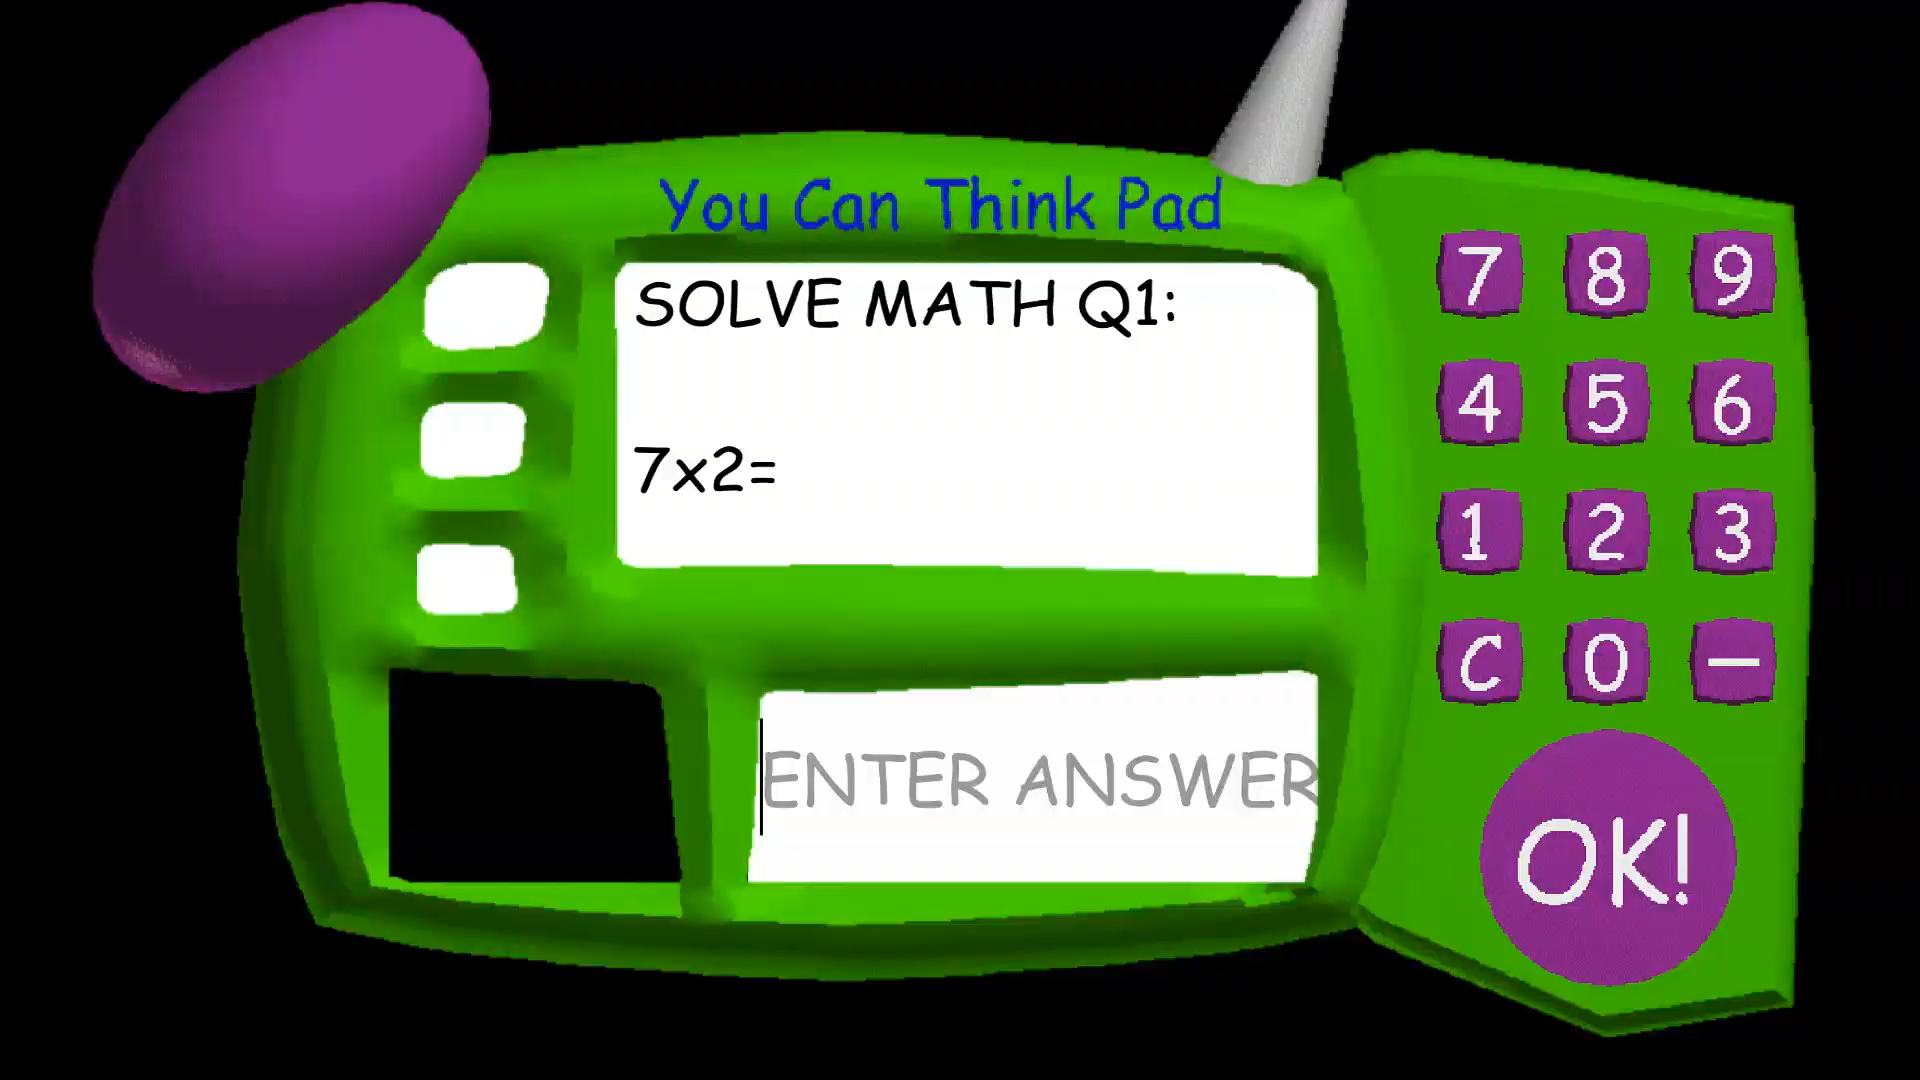 You Can Think Pad
SOLVE MATH Q1:
7x2=
ENTER ANSWER
7 8 9
4 5 6
1 2 3
C 0 —
OK!